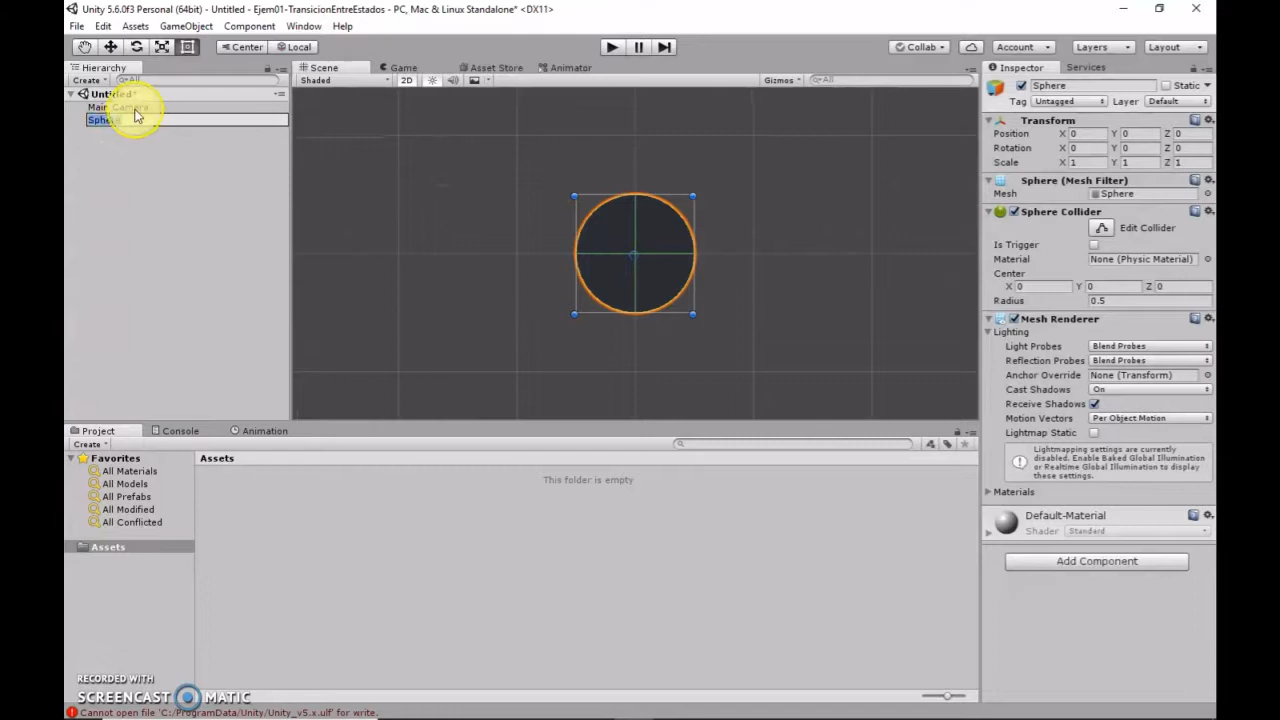 Unity 5.6.0f3 Personal (64bit) - Untitled - Ejem01-TransicionEntreEstados - PC, Mac & Linux Standalone* <DX11>
File Edit Assets GameObject Component Window Help
Center Local Collab Account Layers Layout
Hierarchy Scene Game Asset Store Animator Inspector Services
Create All Shaded 2D Gizmos All Sphere Static
Untitled* Tag Untagged Layer Default
Main Camera
Sphere
Transform
Position X 0 Y 0 Z 0
Rotation X 0 Y 0 Z 0
Scale X 1 Y 1 Z 1
Sphere (Mesh Filter)
Mesh Sphere
Sphere Collider
Edit Collider
Is Trigger
Material None (Physic Material)
Center
X 0 Y 0 Z 0
Radius 0.5
Mesh Renderer
Lighting
Light Probes Blend Probes
Reflection Probes Blend Probes
Anchor Override None (Transform)
Cast Shadows On
Receive Shadows
Motion Vectors Per Object Motion
Lightmap Static
Lightmapping settings are currently
disabled. Enable Baked Global Illumination
or Realtime Global Illumination to display
these settings.
Materials
Default-Material
Shader Standard
Add Component
Project Console Animation
Create
Favorites
All Materials
All Models
All Prefabs
All Modified
All Conflicted
Assets
Assets
This folder is empty
RECORDED WITH
SCREENCAST MATIC
Cannot open file 'C:/ProgramData/Unity/Unity_v5.x.ulf' for write.